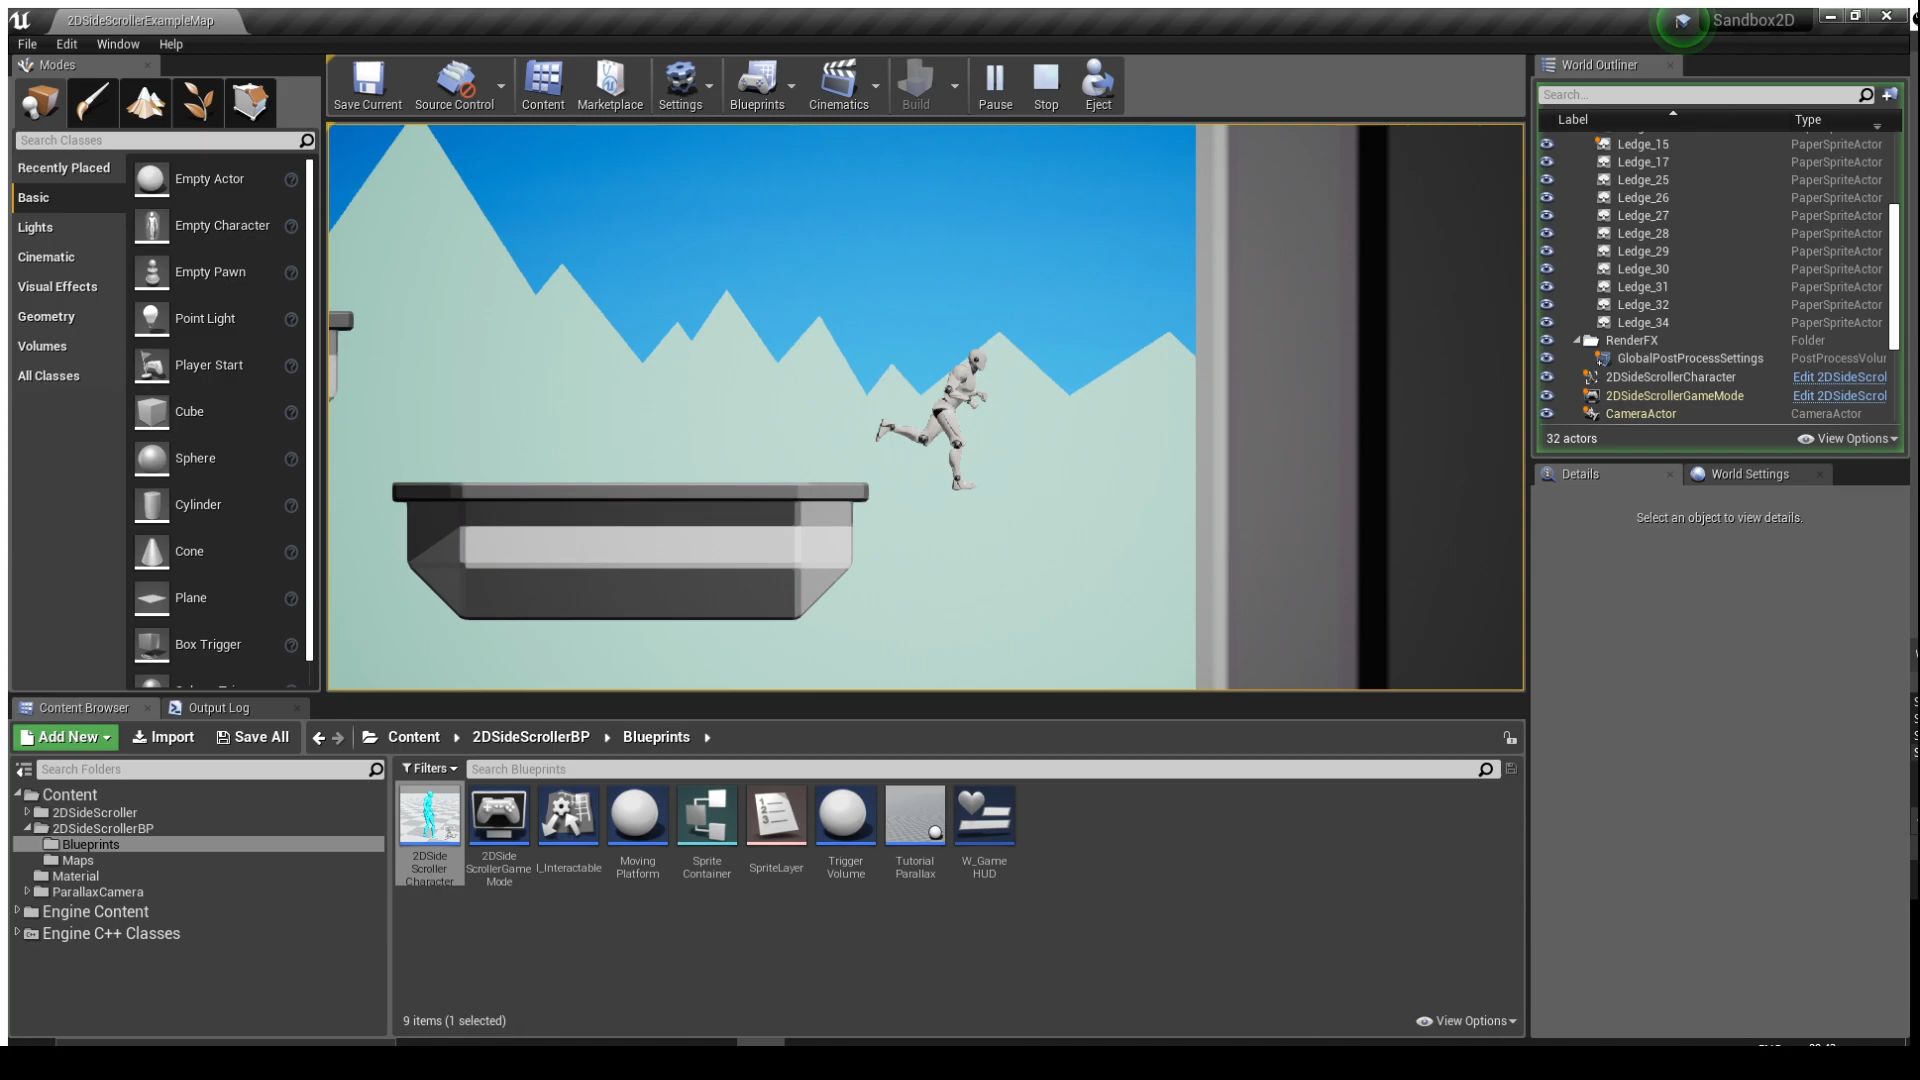 2DSideScrollerExampleMap
Sandbox2D
File Edit Window Help
Modes
World Outliner
Save Current Source Control Content Marketplace Settings Blueprints Cinematics Build Pause Stop Eject
Search...
Label Type
Search Classes
Recently Placed
Basic
Lights
Cinematic
Visual Effects
Geometry
Volumes
All Classes
Empty Actor
Empty Character
Empty Pawn
Point Light
Player Start
Cube
Sphere
Cylinder
Cone
Plane
Box Trigger
Ledge_15 PaperSpriteActor
Ledge_17 PaperSpriteActor
Ledge_25 PaperSpriteActor
Ledge_26 PaperSpriteActor
Ledge_27 PaperSpriteActor
Ledge_28 PaperSpriteActor
Ledge_29 PaperSpriteActor
Ledge_30 PaperSpriteActor
Ledge_31 PaperSpriteActor
Ledge_32 PaperSpriteActor
Ledge_34 PaperSpriteActor
RenderFX Folder
GlobalPostProcessSettings PostProcessVolu
2DSideScrollerCharacter Edit 2DSideScrol
2DSideScrollerGameMode Edit 2DSideScrol
CameraActor CameraActor
32 actors View Options
Details World Settings
Select an object to view details.
Content Browser Output Log
Add New Import Save All Content 2DSideScrollerBP Blueprints
Search Folders
Filters Search Blueprints
Content
2DSideScroller
2DSideScrollerBP
Blueprints
Maps
Material
ParallaxCamera
Engine Content
Engine C++ Classes
2DSide
Scroller
Character
2DSide
ScrollerGame
Mode
I_Interactable
Moving
Platform
Sprite
Container
SpriteLayer
Trigger
Volume
Tutorial
Parallax
W_Game
HUD
9 items (1 selected) View Options